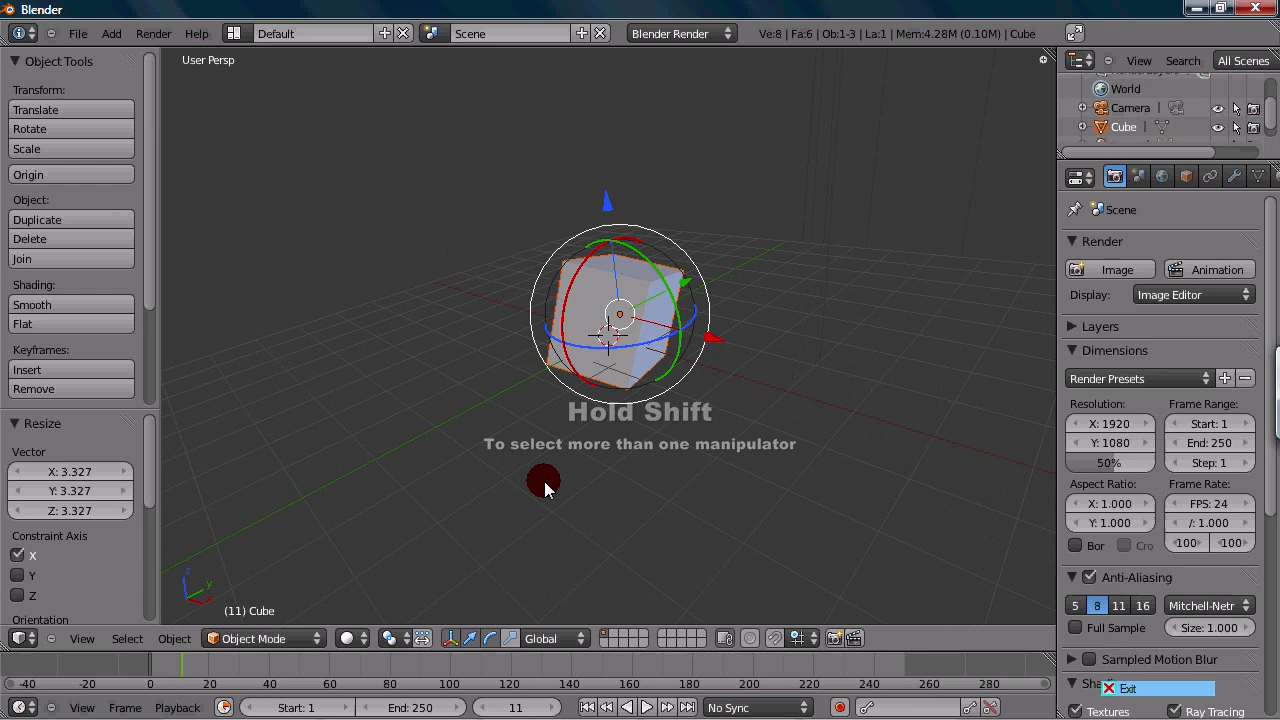 Blender
File Add Render Help Default Scene Blender Render Ve:8 | Fa:6 | Ob:1-3 | La:1 | Mem:4.28M (0.10M) | Cube
Object Tools
Transform:
Translate
Rotate
Scale
Origin
Object:
Duplicate
Delete
Join
Shading:
Smooth
Flat
Keyframes:
Insert
Remove
Resize
Vector
X: 3.327
Y: 3.327
Z: 3.327
Constraint Axis
X
Y
Z
Orientation
User Persp
Hold Shift
To select more than one manipulator
z
y
x
(11) Cube
View Select Object Object Mode Global
-40 -20 0 20 40 60 80 100 120 140 160 180 200 220 240 260 280
View Frame Playback Start: 1 End: 250 11 No Sync
View Search All Scenes
World
Camera
Cube
Scene
Render
Image Animation
Display: Image Editor
Layers
Dimensions
Render Presets
Resolution: Frame Range:
X: 1920 Start: 1
Y: 1080 End: 250
50% Step: 1
Aspect Ratio: Frame Rate:
X: 1.000 FPS: 24
Y: 1.000 /: 1.000
Bor Cro 100 100
Anti-Aliasing
5 8 11 16 Mitchell-Netr
Full Sample Size: 1.000
Sampled Motion Blur
Exit
Textures Ray Tracing